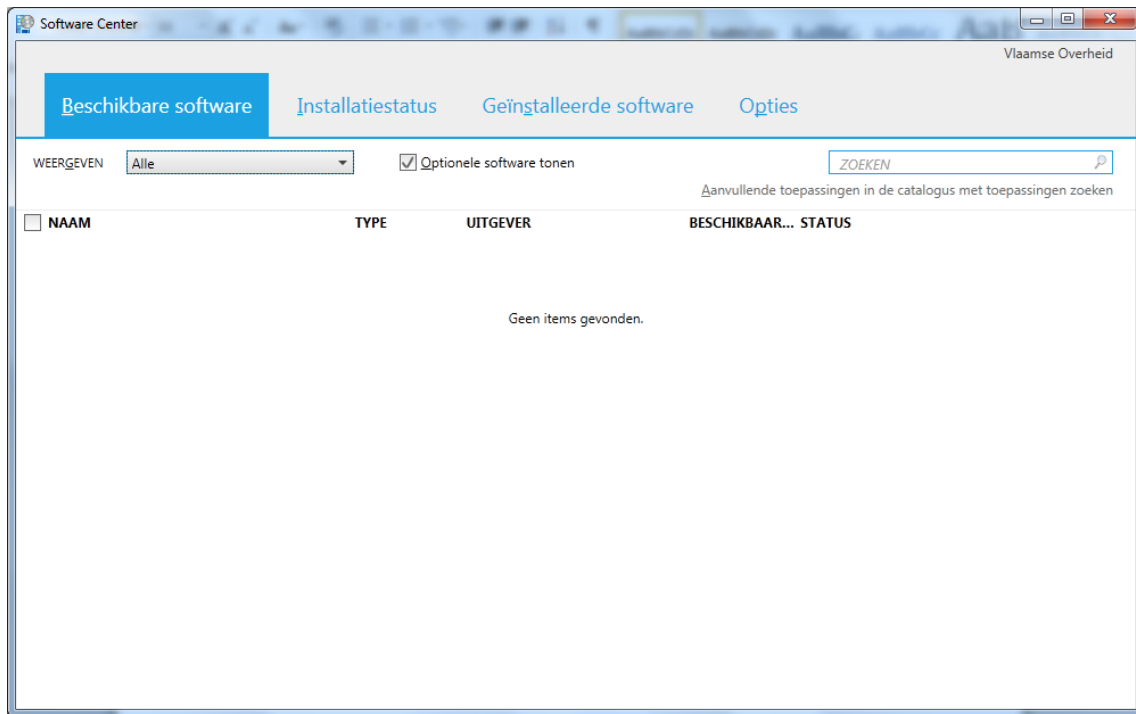 Software Center
Vlaamse Overheid
Beschikbare software Installatiestatus Geïnstalleerde software Opties
WEERGEVEN Alle Optionele software tonen ZOEKEN
Aanvullende toepassingen in de catalogus met toepassingen zoeken
NAAM TYPE UITGEVER BESCHIKBAAR... STATUS
Geen items gevonden.